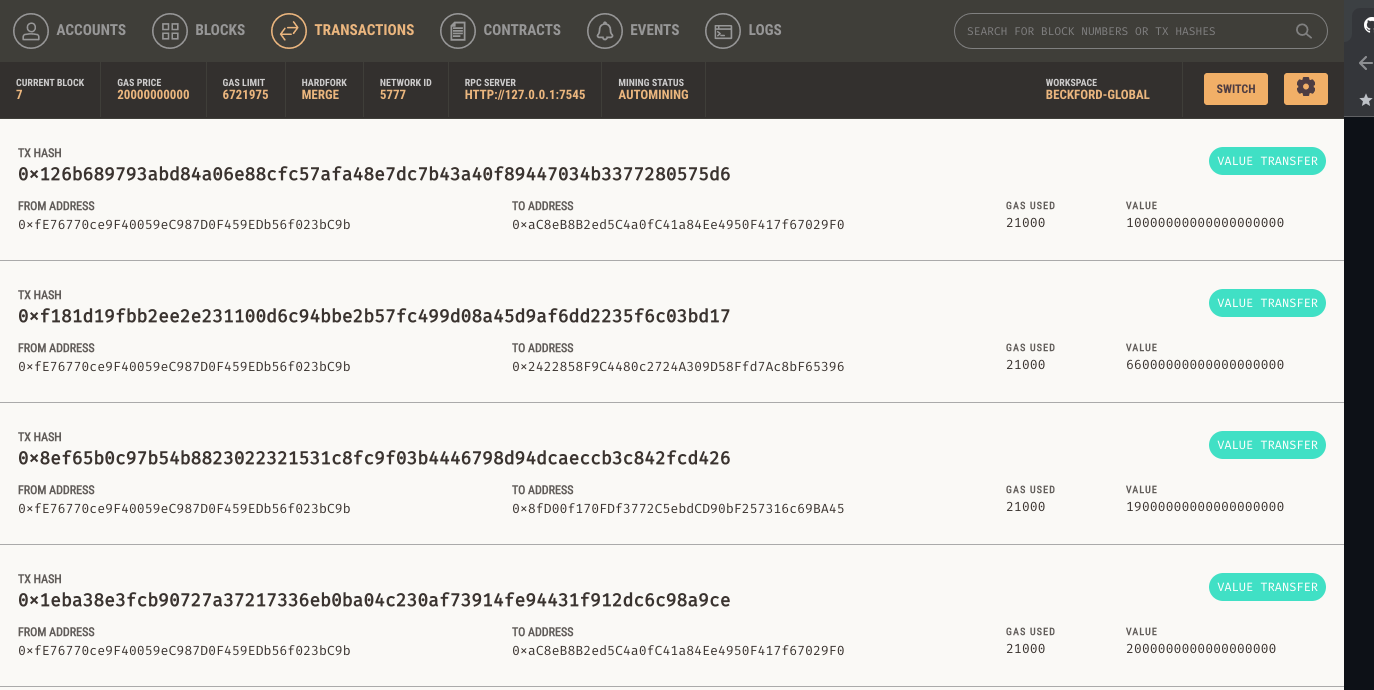 ACCOUNTS BLOCKS TRANSACTIONS CONTRACTS EVENTS LOGS SEARCH FOR BLOCK NUMBERS OR TX HASHES
CURRENT BLOCK GAS PRICE GAS LIMIT HARDFORK NETWORK ID RPC SERVER MINING STATUS WORKSPACE
7 20000000000 6721975 MERGE 5777 HTTP://127.0.0.1:7545 AUTOMINING BECKFORD-GLOBAL SWITCH
TX HASH
0×126b689793abd84a06e88cfc57afa48e7dc7b43a40f89447034b3377280575d6 VALUE TRANSFER
FROM ADDRESS TO ADDRESS GAS USED VALUE
0×fE76770ce9F40059eC987D0F459EDb56f023bC9b 0×aC8eB8B2ed5C4a0fC41a84Ee4950F417f67029F0 21000 10000000000000000000
TX HASH
0×f181d19fbb2ee2e231100d6c94bbe2b57fc499d08a45d9af6dd2235f6c03bd17 VALUE TRANSFER
FROM ADDRESS TO ADDRESS GAS USED VALUE
0×fE76770ce9F40059eC987D0F459EDb56f023bC9b 0×2422858F9C4480c2724A309D58Ffd7Ac8bF65396 21000 66000000000000000000
TX HASH
0×8ef65b0c97b54b8823022321531c8fc9f03b4446798d94dcaeccb3c842fcd426 VALUE TRANSFER
FROM ADDRESS TO ADDRESS GAS USED VALUE
0×fE76770ce9F40059eC987D0F459EDb56f023bC9b 0×8fD00f170FDf3772C5ebdCD90bF257316c69BA45 21000 19000000000000000000
TX HASH
0×1eba38e3fcb90727a37217336eb0ba04c230af73914fe94431f912dc6c98a9ce VALUE TRANSFER
FROM ADDRESS TO ADDRESS GAS USED VALUE
0×fE76770ce9F40059eC987D0F459EDb56f023bC9b 0×aC8eB8B2ed5C4a0fC41a84Ee4950F417f67029F0 21000 2000000000000000000